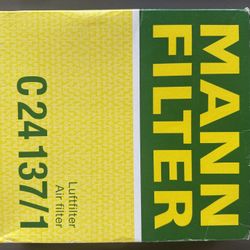 MANN
FILTER
Luftfilter
Air filter
C 24 137/1